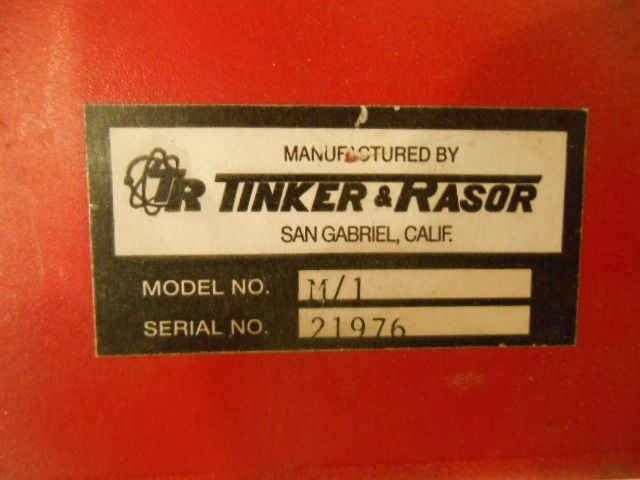 MANUFACTURED BY
TR TINKER & RASOR
SAN GABRIEL, CALIF.
MODEL NO. M/1
SERIAL NO. 21976